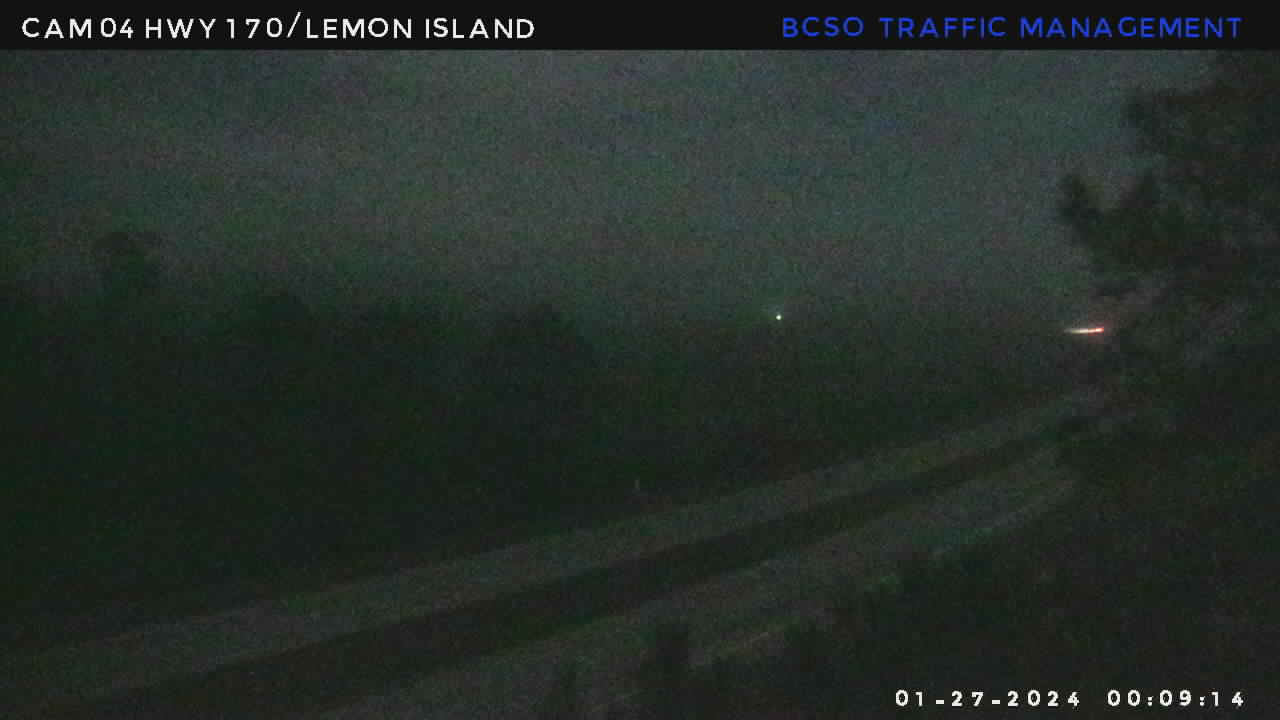 CAM04 HWY 170/LEMON ISLAND
BCSO TRAFFIC MANAGEMENT
01-27-2024 00:09:14